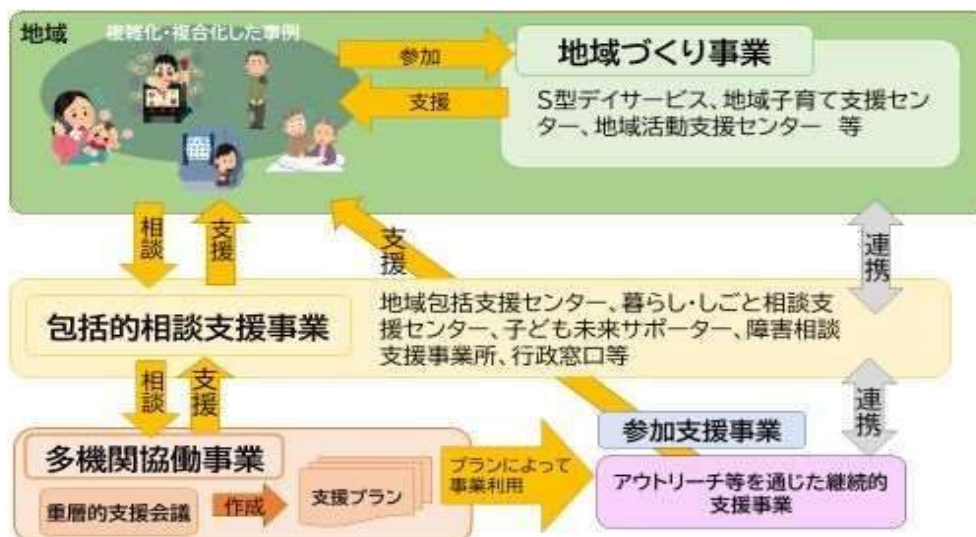 地域
複雑化・複合化した事例
参加
支援
地域づくり事業
S型デイサービス、地域子育て支援セン
ター、地域活動支援センター 等
相談
支援
支援
連携
包括的相談支援事業
地域包括支援センター、暮らし・しごと相談支
援センター、子ども未来サポーター、障害相談
支援事業所、行政窓口等
相談
支援
連携
多機関協働事業
重層的支援会議
作成
支援プラン
プランによって
事業利用
参加支援事業
アウトリーチ等を通じた継続的
支援事業